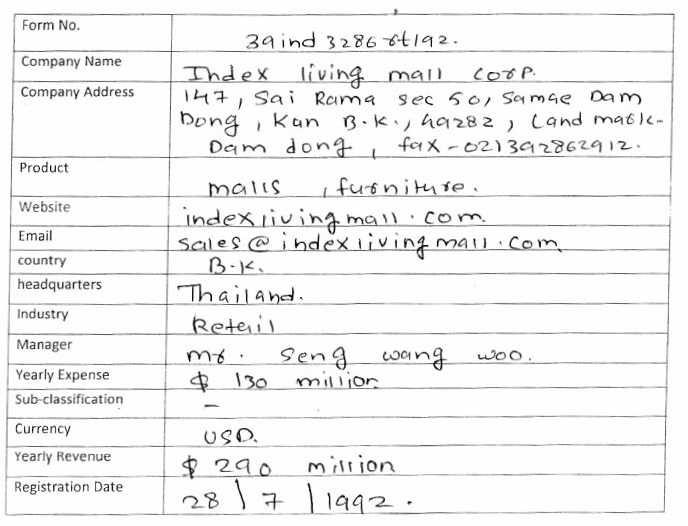 Form No. 39ind 3286rt192.
Company Name Index living mall corp.
Company Address 147, Sai Rama sec 50, Samae Dam
Dong, Kan B.K., 49282, Land mark-
Dam dong, fax-021392862912.
Product malls, furniture.
Website indexlivingmall.com.
Email sales@indexlivingmall.com
country B.K.
headquarters Thailand.
Industry Retail
Manager mr. Seng wang woo.
Yearly Expense $ 130 million
Sub-classification —
Currency USD.
Yearly Revenue $ 290 million
Registration Date 28/7/1992.